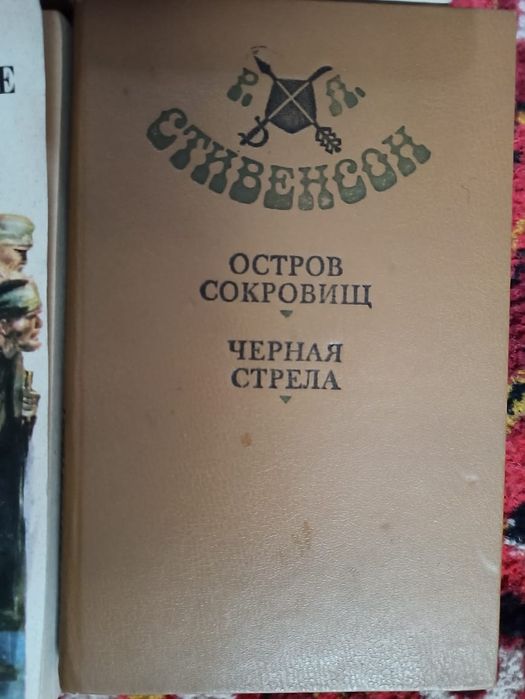 Е
Р. Л.
СТИВЕНСОН
ОСТРОВ
СОКРОВИЩ
ЧЕРНАЯ
СТРЕЛА